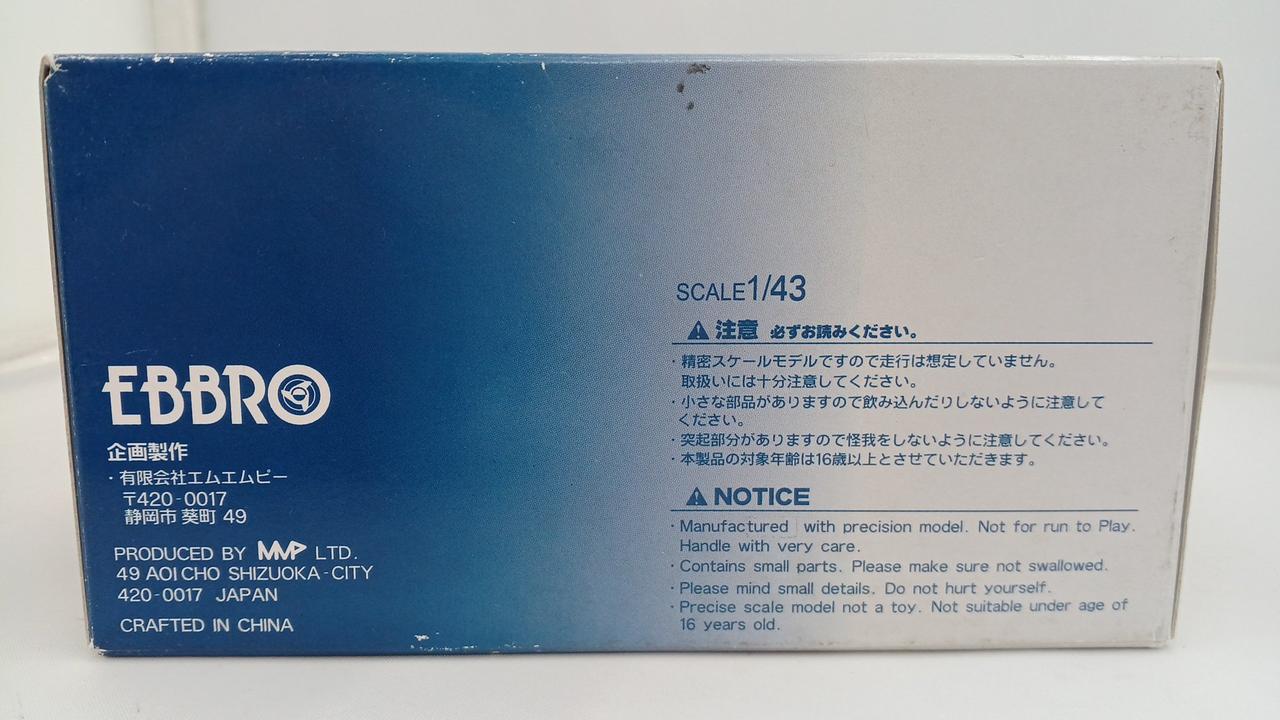 EBBRO
企画製作
・有限会社エムエムピー
〒420-0017
静岡市 葵町 49
PRODUCED BY MMP LTD.
49 AOI CHO SHIZUOKA-CITY
420-0017 JAPAN
CRAFTED IN CHINA
SCALE1/43
注意 必ずお読みください。
・精密スケールモデルですので走行は想定していません。
取扱いには十分注意してください。
・小さな部品がありますので飲み込んだりしないように注意して
ください。
・突起部分がありますので怪我をしないように注意してください。
・本製品の対象年齢は16歳以上とさせていただきます。
NOTICE
・Manufactured with precision model. Not for run to Play.
Handle with very care.
・Contains small parts. Please make sure not swallowed.
・Please mind small details. Do not hurt yourself.
・Precise scale model not a toy. Not suitable under age of
16 years old.